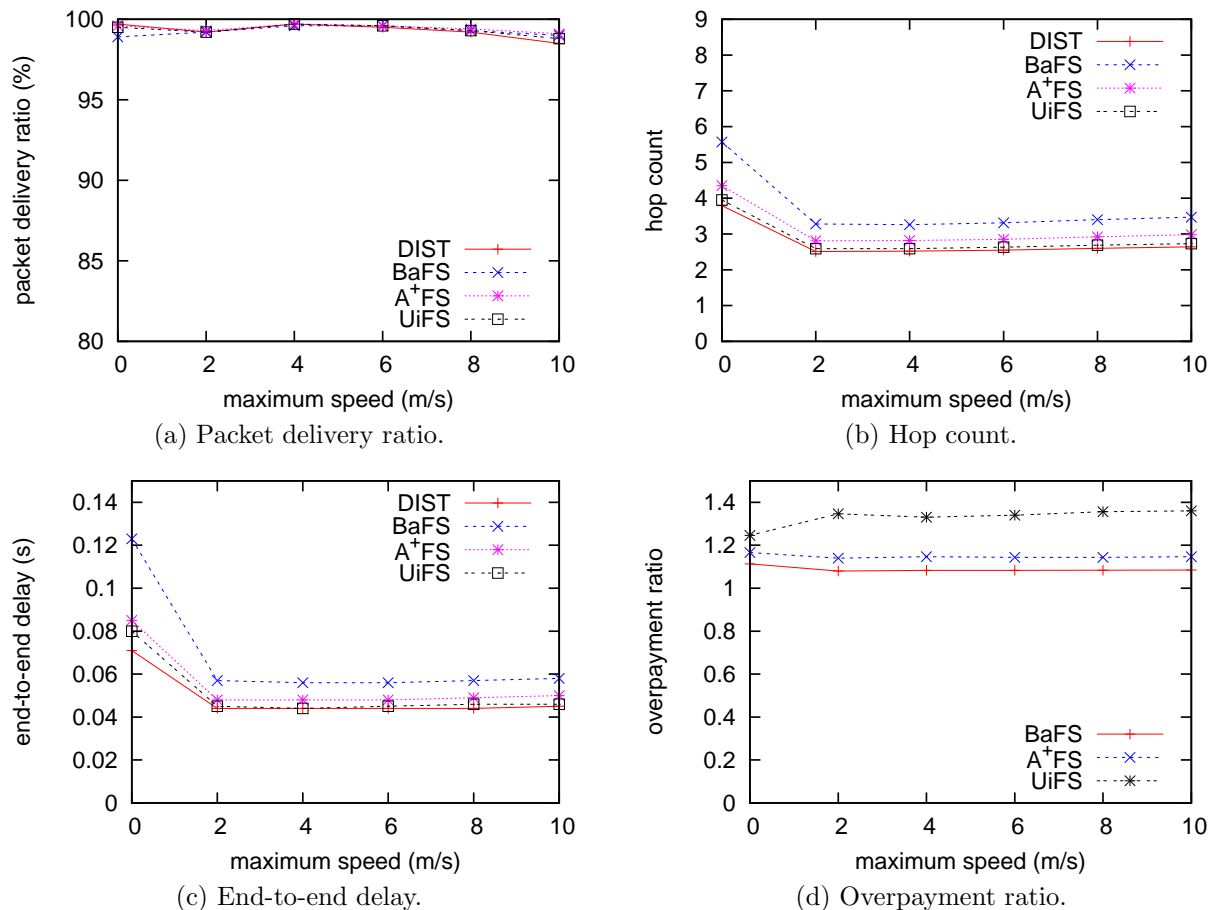 100
95
90
85
80
packet delivery ratio (%)
DIST
BaFS
A+FS
UiFS
0 2 4 6 8 10
maximum speed (m/s)
(a) Packet delivery ratio.
9
8
7
6
5
4
3
2
1
0
hop count
DIST
BaFS
A+FS
UiFS
0 2 4 6 8 10
maximum speed (m/s)
(b) Hop count.
0.14
0.12
0.1
0.08
0.06
0.04
0.02
0
end-to-end delay (s)
DIST
BaFS
A+FS
UiFS
0 2 4 6 8 10
maximum speed (m/s)
(c) End-to-end delay.
1.4
1.2
1
0.8
0.6
0.4
0.2
0
overpayment ratio
BaFS
A+FS
UiFS
0 2 4 6 8 10
maximum speed (m/s)
(d) Overpayment ratio.